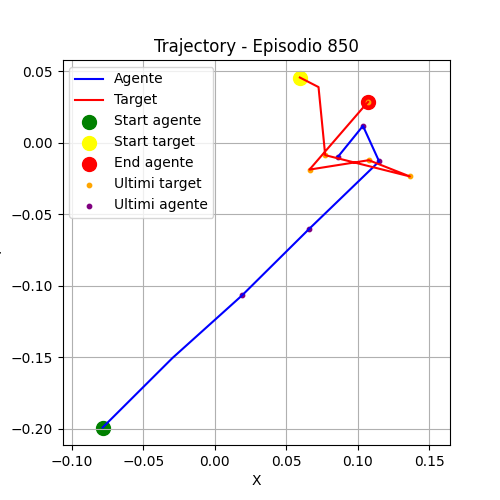 Trajectory - Episodio 850
0.05
0.00
−0.05
−0.10
−0.15
−0.20
Agente
Target
Start agente
Start target
End agente
Ultimi target
Ultimi agente
−0.10
−0.05
0.00
0.05
0.10
0.15
X